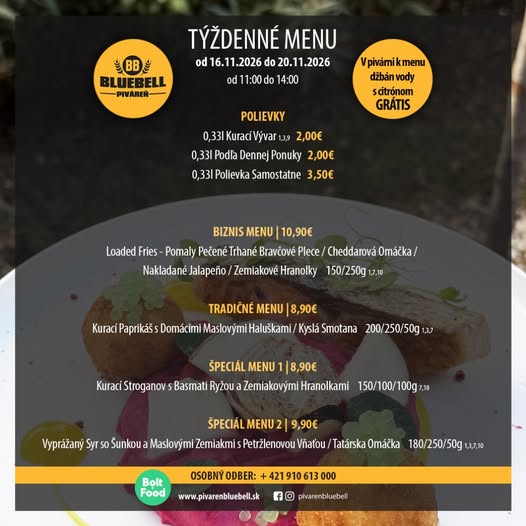 TÝŽDENNÉ MENU
od 16.11.2026 do 20.11.2026
od 11:00 do 14:00
BB
BLUEBELL
PIVÁREŇ
V pivárni k menu
džbán vody
s citrónom
GRÁTIS
POLIEVKY
0,33l Kurací Vývar 1,3,9 2,00€
0,33l Podľa Dennej Ponuky 2,00€
0,33l Polievka Samostatne 3,50€
BIZNIS MENU | 10,90€
Loaded Fries - Pomaly Pečené Trhané Bravčové Plece / Cheddarová Omáčka /
Nakladané Jalapeňo / Zemiakové Hranolky 150/250g 1,7,10
TRADIČNÉ MENU | 8,90€
Kurací Paprikáš s Domácimi Maslovými Haluškami / Kyslá Smotana 200/250/50g 1,3,7
ŠPECIÁL MENU 1 | 8,90€
Kurací Stroganov s Basmati Ryžou a Zemiakovými Hranolkami 150/100/100g 7,10
ŠPECIÁL MENU 2 | 9,90€
Vyprážaný Syr so Šunkou a Maslovými Zemiakmi s Petržlenovou Vňaťou / Tatárska Omáčka 180/250/50g 1,3,7,10
OSOBNÝ ODBER: + 421 910 613 000
Bolt
Food
www.pivarenbluebell.sk pivarenbluebell